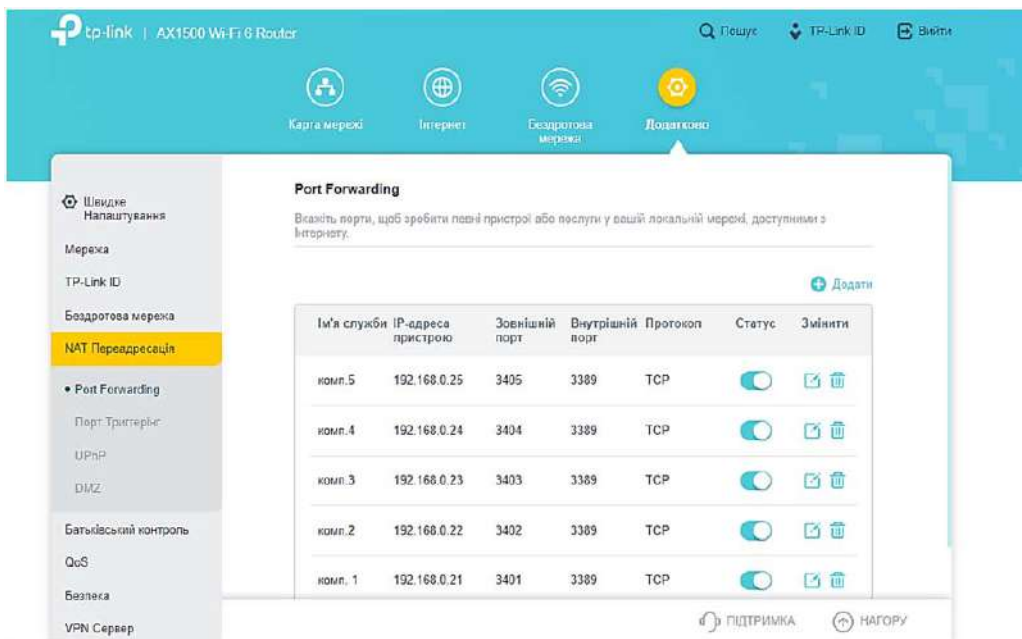 tp-link | AX1500 Wi-Fi 6 Router
Пошук
TP-Link ID
Вийти
Карта мережі
Інтернет
Бездротова
мережа
Додатково
Швидке
Налаштування
Мережа
TP-Link ID
Бездротова мережа
NAT Переадресація
• Port Forwarding
Порт Триггерінг
UPnP
DMZ
Батьківський контроль
QoS
Безпека
VPN Сервер
Port Forwarding
Вкажіть порти, щоб зробити певні пристрої або послуги у вашій локальній мережі, доступними з
Інтернету.
Додати
Ім'я служби IP-адреса пристрою Зовнішній порт Внутрішній порт Протокол Статус Змінити
комп.5 192.168.0.25 3405 3389 TCP
комп.4 192.168.0.24 3404 3389 TCP
комп.3 192.168.0.23 3403 3389 TCP
комп.2 192.168.0.22 3402 3389 TCP
комп. 1 192.168.0.21 3401 3389 TCP
ПІДТРИМКА
НАГОРУ